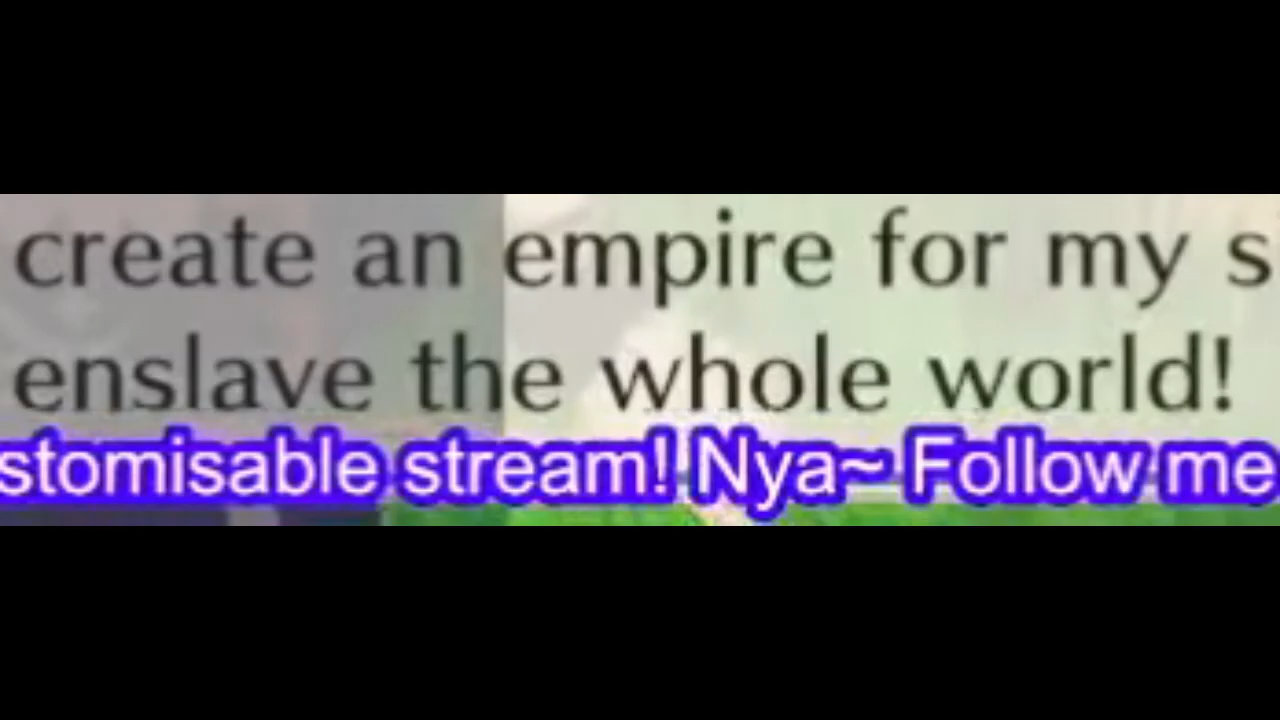 create an empire for my s
enslave the whole world!
stomisable stream! Nya~ Follow me